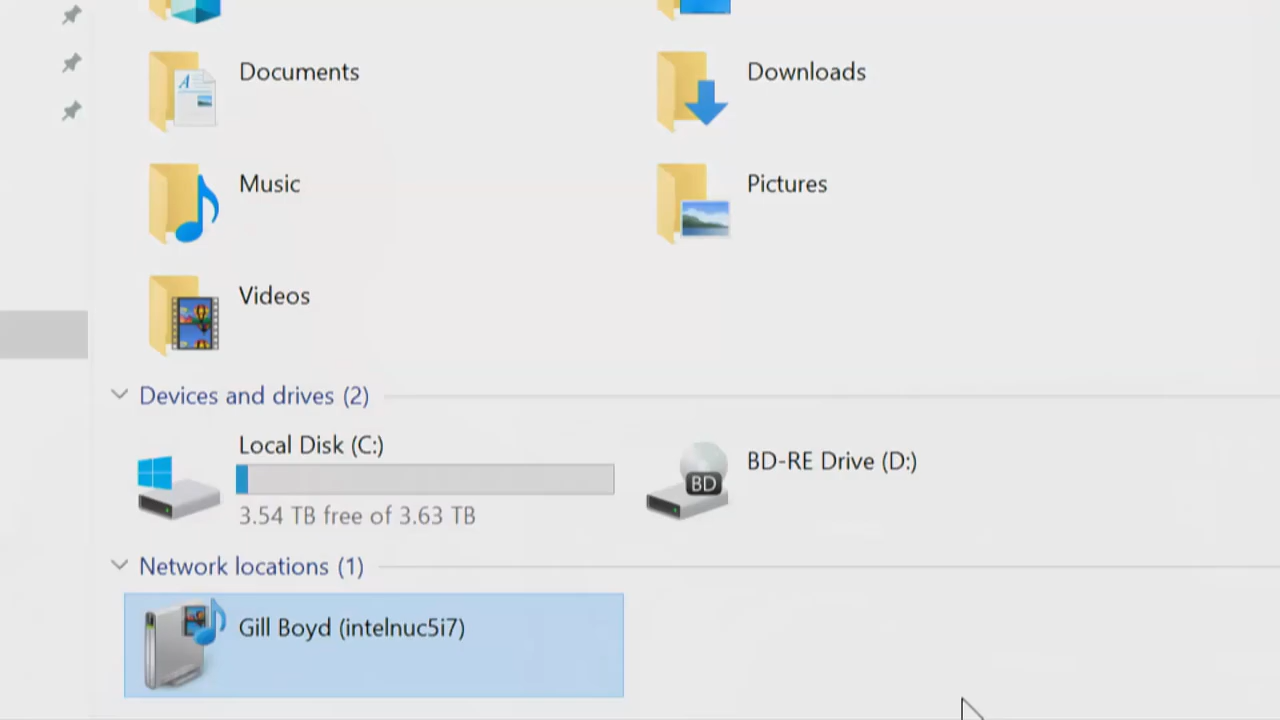 Documents
Downloads
Music
Pictures
Videos
Devices and drives (2)
Local Disk (C:)
3.54 TB free of 3.63 TB
BD
BD-RE Drive (D:)
Network locations (1)
Gill Boyd (intelnuc5i7)